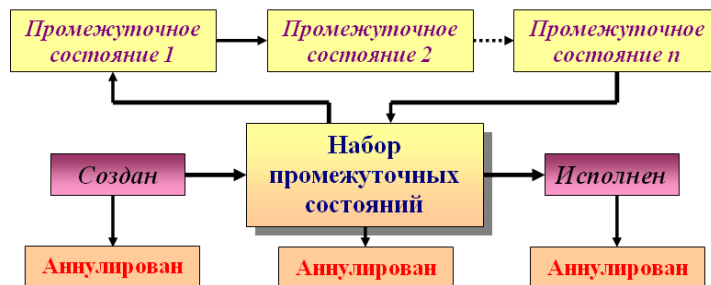 Промежуточное
состояние 1
Промежуточное
состояние 2
Промежуточное
состояние n
Создан
Набор
промежуточных
состояний
Исполнен
Аннулирован
Аннулирован
Аннулирован